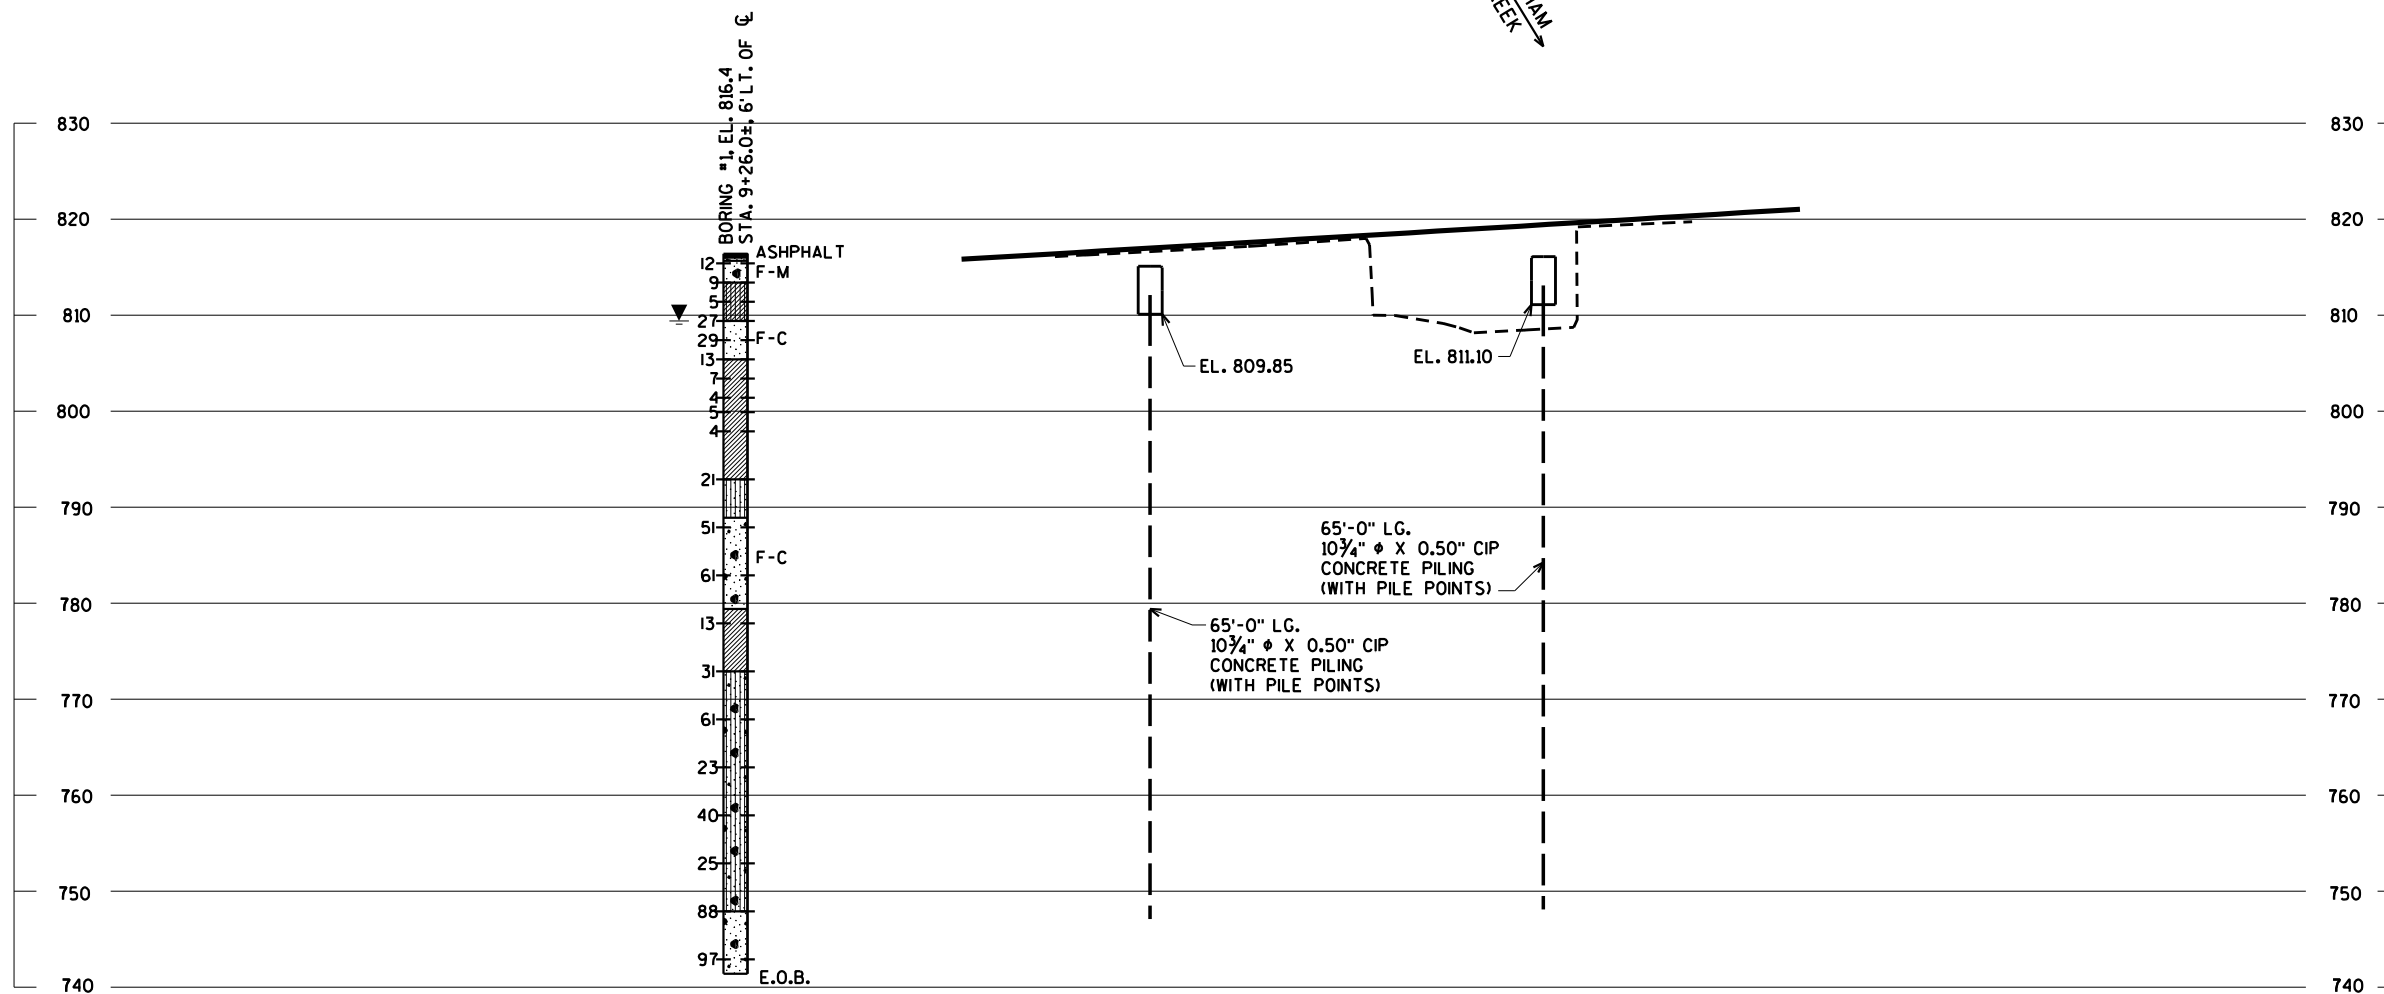 HAM
EEK
BORING #1, EL. 816.4
STA. 9+26.0±, 6' LT. OF ℄
830
830
820
820
ASHPHALT
12
F-M
9
5
810
27
810
29
F-C
13
EL. 811.10
EL. 809.85
7
4
800
5
800
4
21
790
790
51
65'-0" LG.
10¾" ϕ X 0.50" CIP
CONCRETE PILING
(WITH PILE POINTS)
F-C
61
780
780
13
65'-0" LG.
10¾" ϕ X 0.50" CIP
CONCRETE PILING
(WITH PILE POINTS)
31
770
770
61
23
760
760
40
25
750
750
88
97
E.O.B.
740
740